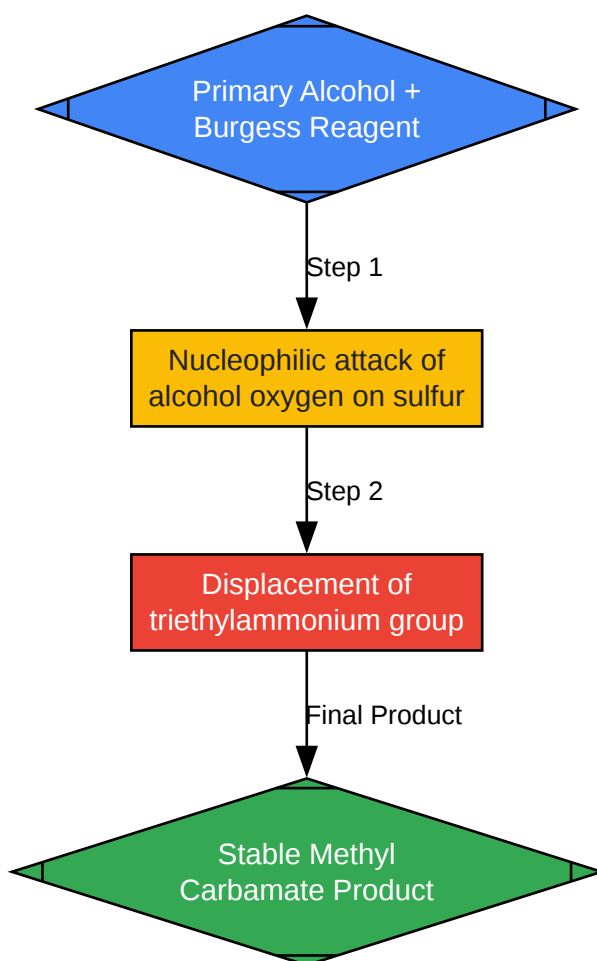 Primary Alcohol +
Burgess Reagent
Step 1
Nucleophilic attack of
alcohol oxygen on sulfur
Step 2
Displacement of
triethylammonium group
Final Product
Stable Methyl
Carbamate Product